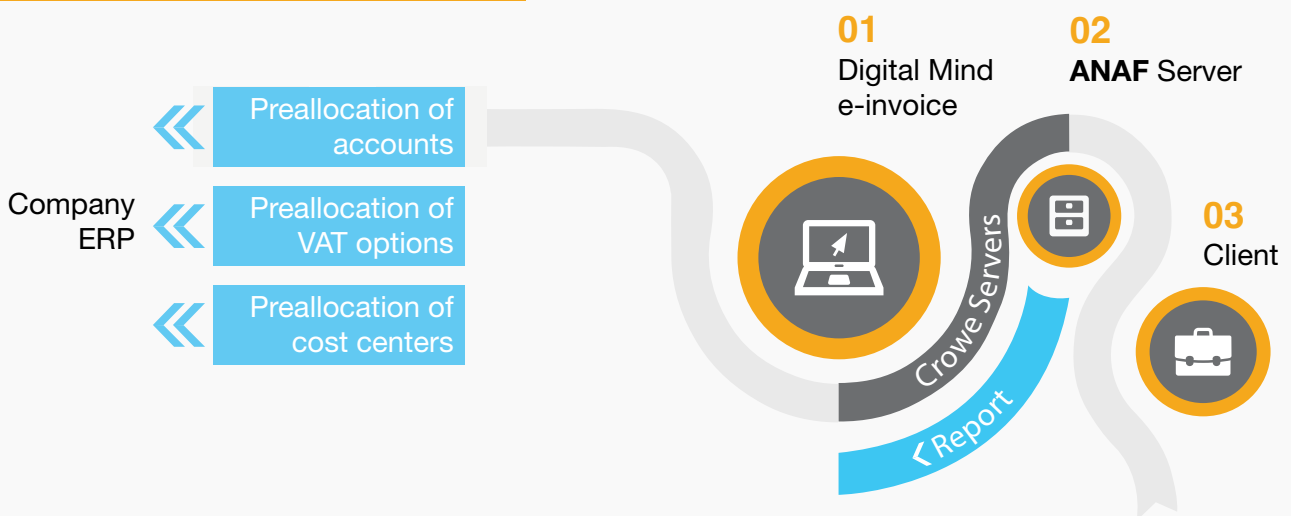 01
Digital Mind
e-invoice
02
ANAF Server
Preallocation of
accounts
Company
ERP
Preallocation of
VAT options
Preallocation of
cost centers
Crowe Servers
Report
03
Client